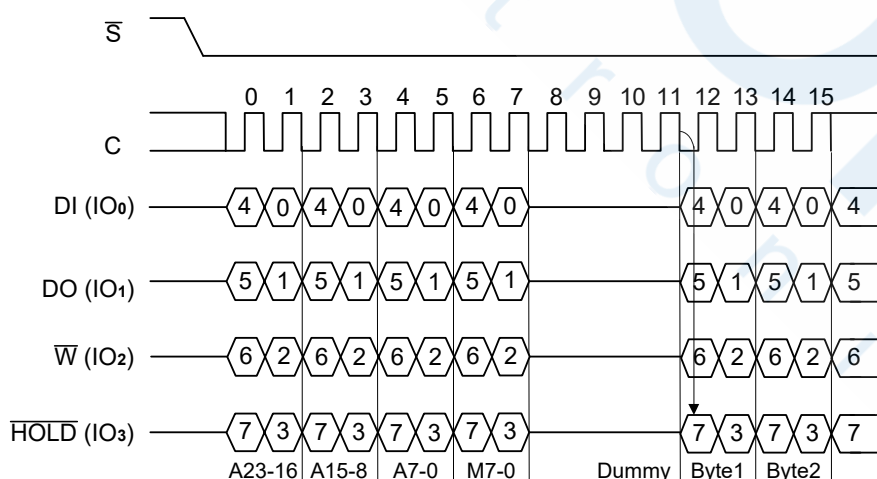 S
0 1 2 3 4 5 6 7 8 9 10 11 12 13 14 15
C
DI (IO0) 4 0 4 0 4 0 4 0 4 0 4 0 4
DO (IO1) 5 1 5 1 5 1 5 1 5 1 5 1 5
W (IO2) 6 2 6 2 6 2 6 2 6 2 6 2 6
HOLD (IO3) 7 3 7 3 7 3 7 3 7 3 7 3 7
A23-16 A15-8 A7-0 M7-0 Dummy Byte1 Byte2